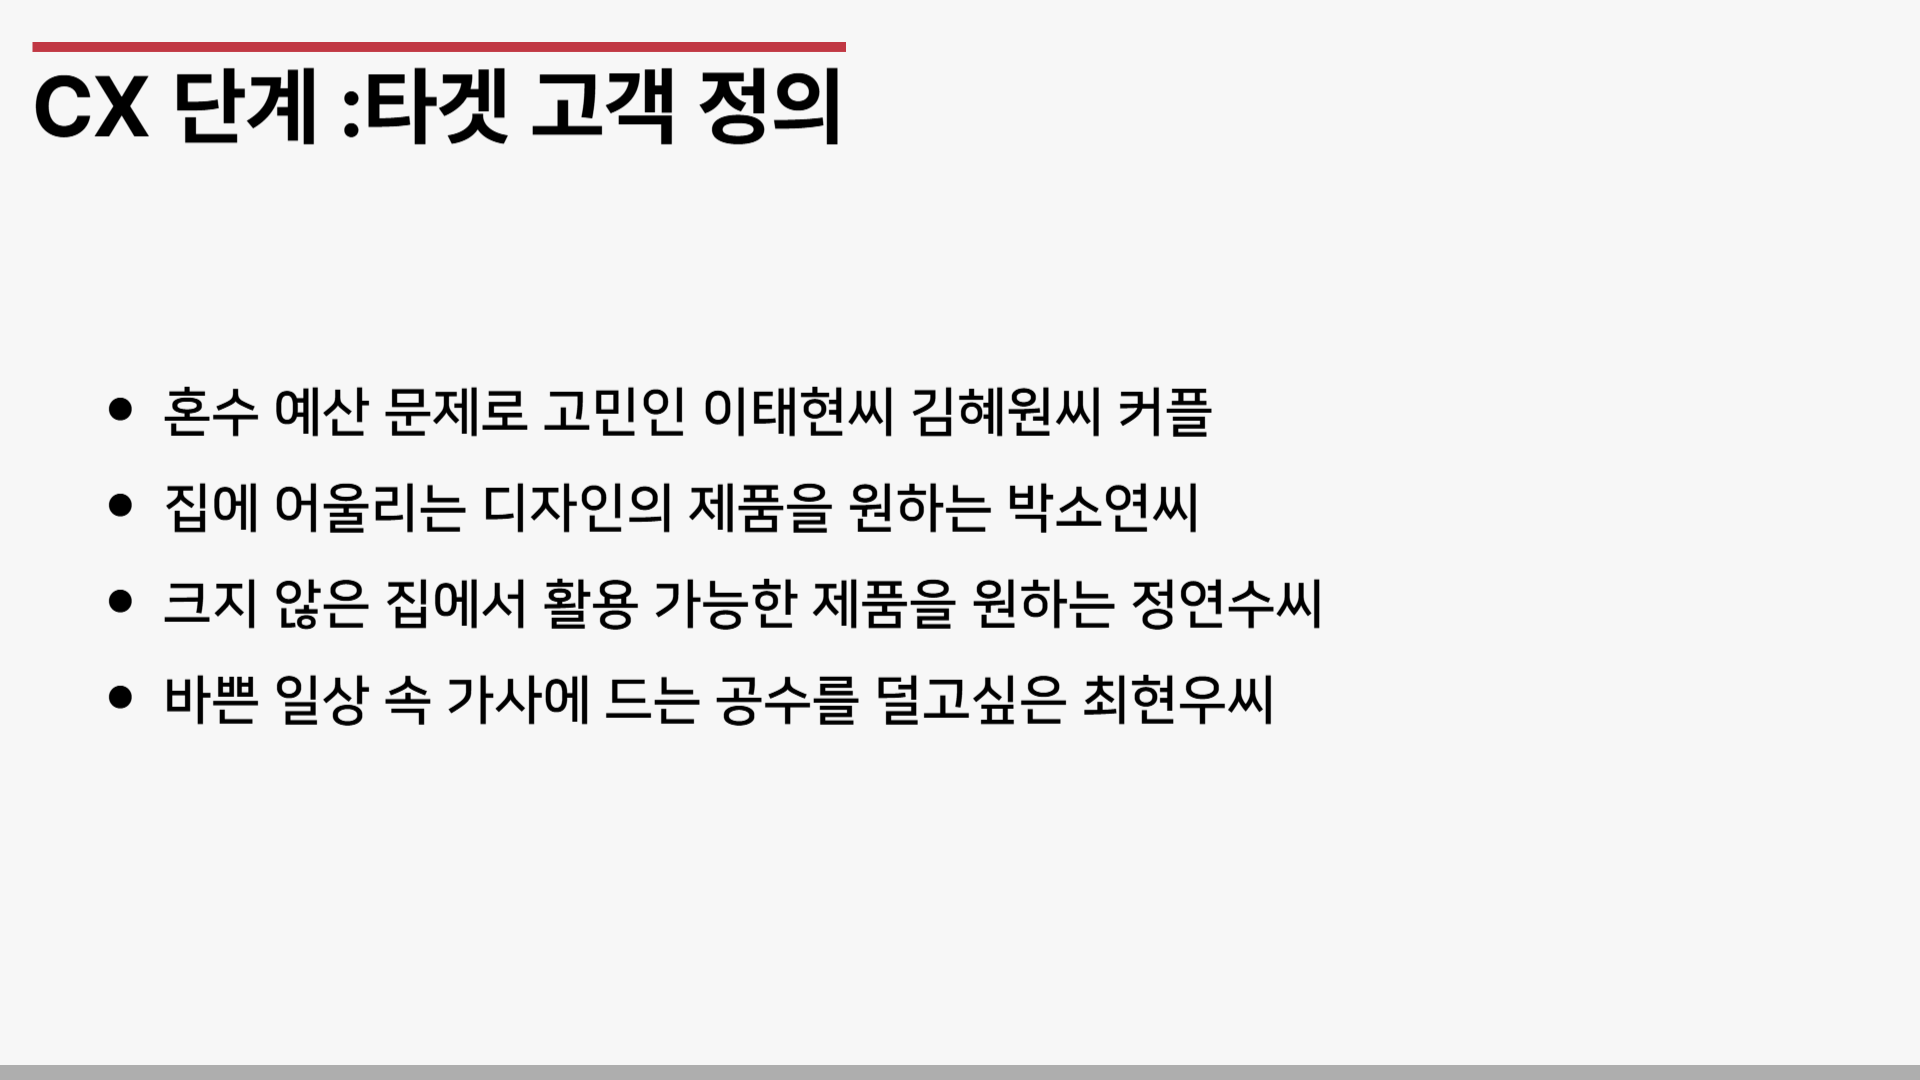 CX 단계 :타겟 고객 정의
● 혼수 예산 문제로 고민인 이태현씨 김혜원씨 커플
● 집에 어울리는 디자인의 제품을 원하는 박소연씨
● 크지 않은 집에서 활용 가능한 제품을 원하는 정연수씨
● 바쁜 일상 속 가사에 드는 공수를 덜고싶은 최현우씨